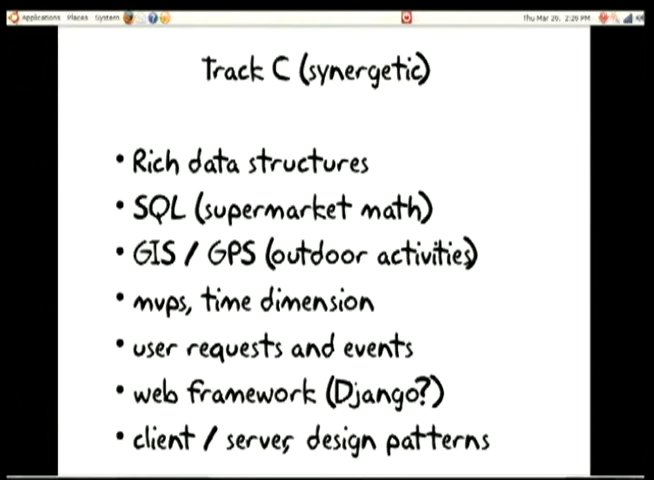 Applications Places System
Thu Mar 20, 2:29 PM
Track C (synergetic)
• Rich data structures
• SQL (supermarket math)
• GIS / GPS (outdoor activities)
• mvps, time dimension
• user requests and events
• web framework (Django?)
• client / server, design patterns